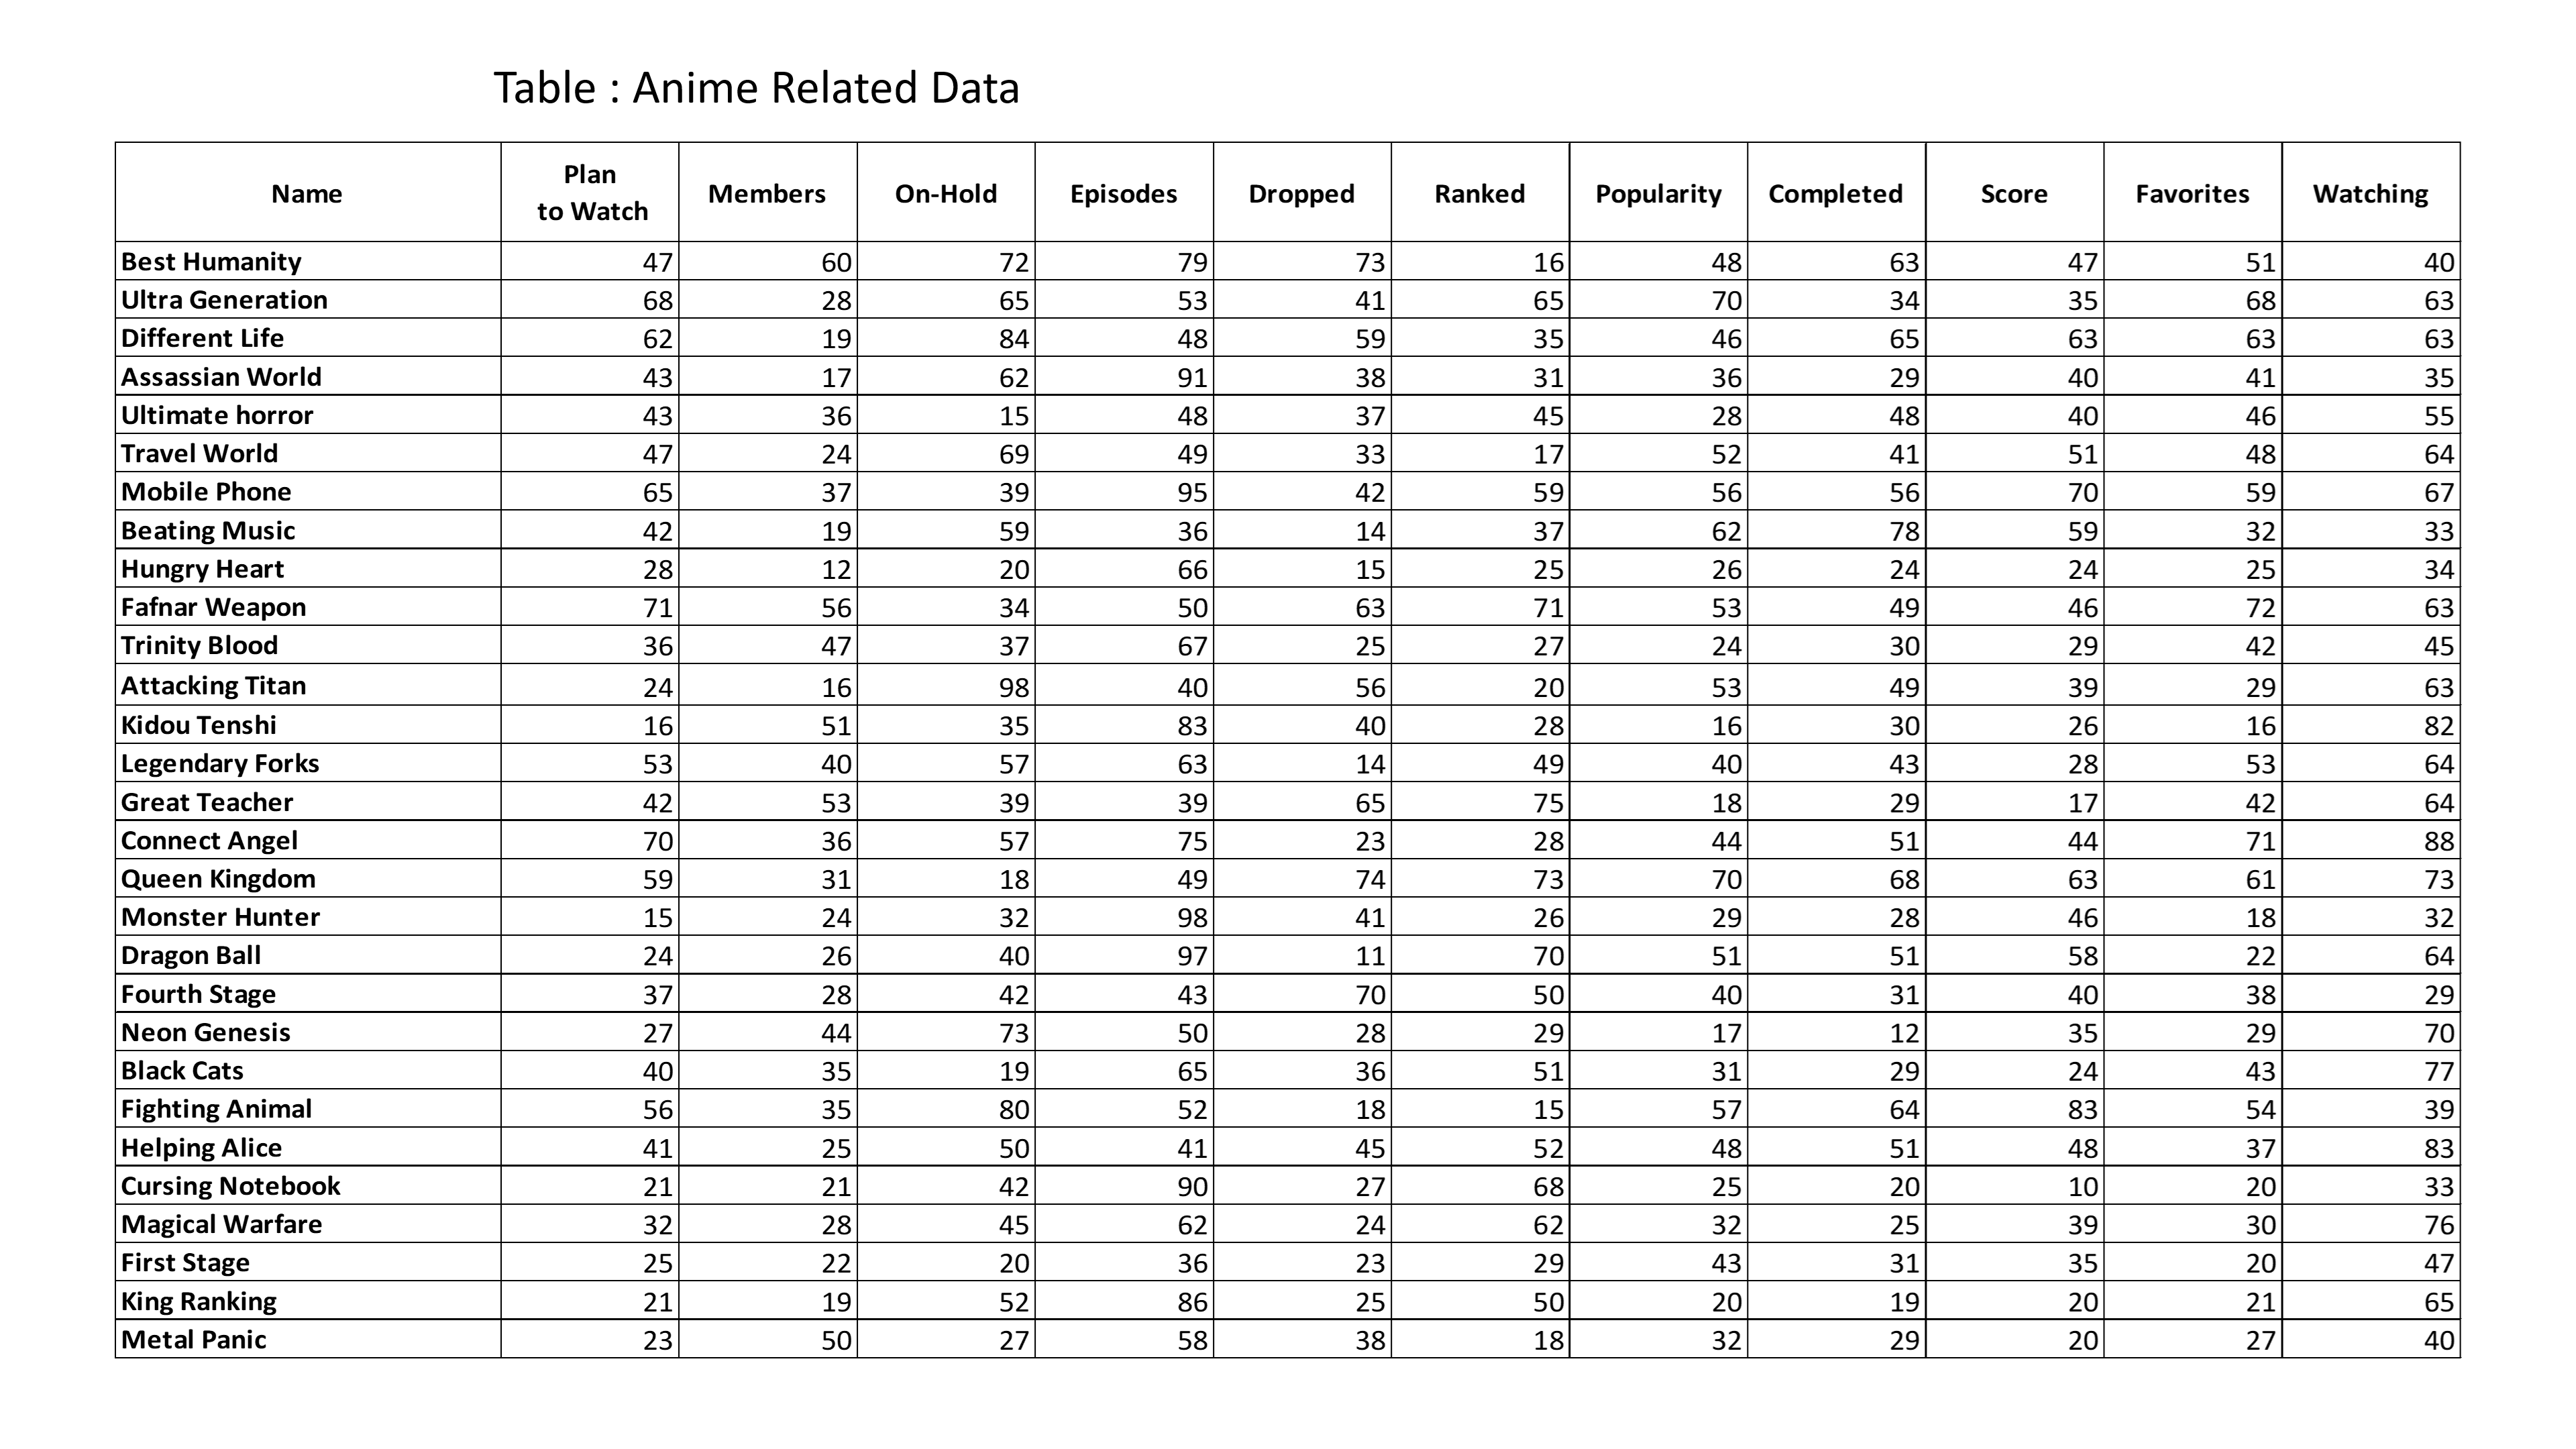 Table : Anime Related Data
Name Plan to Watch Members On-Hold Episodes Dropped Ranked Popularity Completed Score Favorites Watching
Best Humanity 47 60 72 79 73 16 48 63 47 51 40
Ultra Generation 68 28 65 53 41 65 70 34 35 68 63
Different Life 62 19 84 48 59 35 46 65 63 63 63
Assassian World 43 17 62 91 38 31 36 29 40 41 35
Ultimate horror 43 36 15 48 37 45 28 48 40 46 55
Travel World 47 24 69 49 33 17 52 41 51 48 64
Mobile Phone 65 37 39 95 42 59 56 56 70 59 67
Beating Music 42 19 59 36 14 37 62 78 59 32 33
Hungry Heart 28 12 20 66 15 25 26 24 24 25 34
Fafnar Weapon 71 56 34 50 63 71 53 49 46 72 63
Trinity Blood 36 47 37 67 25 27 24 30 29 42 45
Attacking Titan 24 16 98 40 56 20 53 49 39 29 63
Kidou Tenshi 16 51 35 83 40 28 16 30 26 16 82
Legendary Forks 53 40 57 63 14 49 40 43 28 53 64
Great Teacher 42 53 39 39 65 75 18 29 17 42 64
Connect Angel 70 36 57 75 23 28 44 51 44 71 88
Queen Kingdom 59 31 18 49 74 73 70 68 63 61 73
Monster Hunter 15 24 32 98 41 26 29 28 46 18 32
Dragon Ball 24 26 40 97 11 70 51 51 58 22 64
Fourth Stage 37 28 42 43 70 50 40 31 40 38 29
Neon Genesis 27 44 73 50 28 29 17 12 35 29 70
Black Cats 40 35 19 65 36 51 31 29 24 43 77
Fighting Animal 56 35 80 52 18 15 57 64 83 54 39
Helping Alice 41 25 50 41 45 52 48 51 48 37 83
Cursing Notebook 21 21 42 90 27 68 25 20 10 20 33
Magical Warfare 32 28 45 62 24 62 32 25 39 30 76
First Stage 25 22 20 36 23 29 43 31 35 20 47
King Ranking 21 19 52 86 25 50 20 19 20 21 65
Metal Panic 23 50 27 58 38 18 32 29 20 27 40